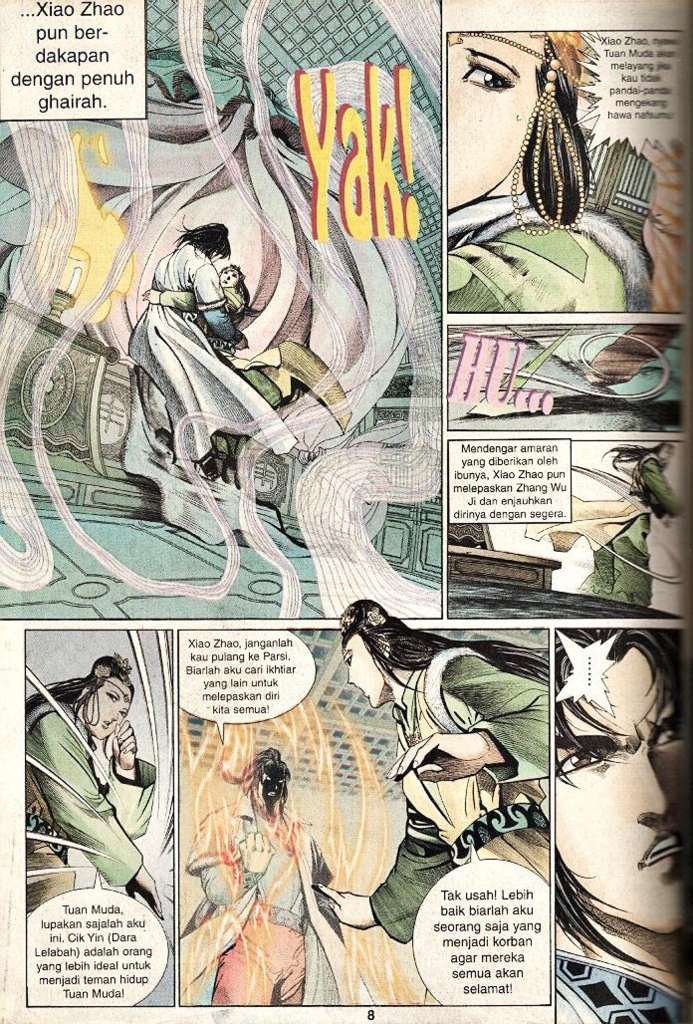 ...Xiao Zhao
pun ber-
dakapan
dengan penuh
ghairah.
Yak!
Xiao Zhao, nyawa
Tuan Muda akan
melayang jika
kau tidak
pandai-pandai
mengekang
hawa nafsumu!
HU...
Mendengar amaran
yang diberikan oleh
ibunya, Xiao Zhao pun
melepaskan Zhang Wu
Ji dan enjauhkan
dirinya dengan segera.
Tuan Muda,
lupakan sajalah aku
ini. Cik Yin (Dara
Lelabah) adalah orang
yang lebih ideal untuk
menjadi teman hidup
Tuan Muda!
Xiao Zhao, janganlah
kau pulang ke Parsi.
Biarlah aku cari ikhtiar
yang lain untuk
melepaskan diri
kita semua!
Tak usah! Lebih
baik biarlah aku
seorang saja yang
menjadi korban
agar mereka
semua akan
selamat!
......
8